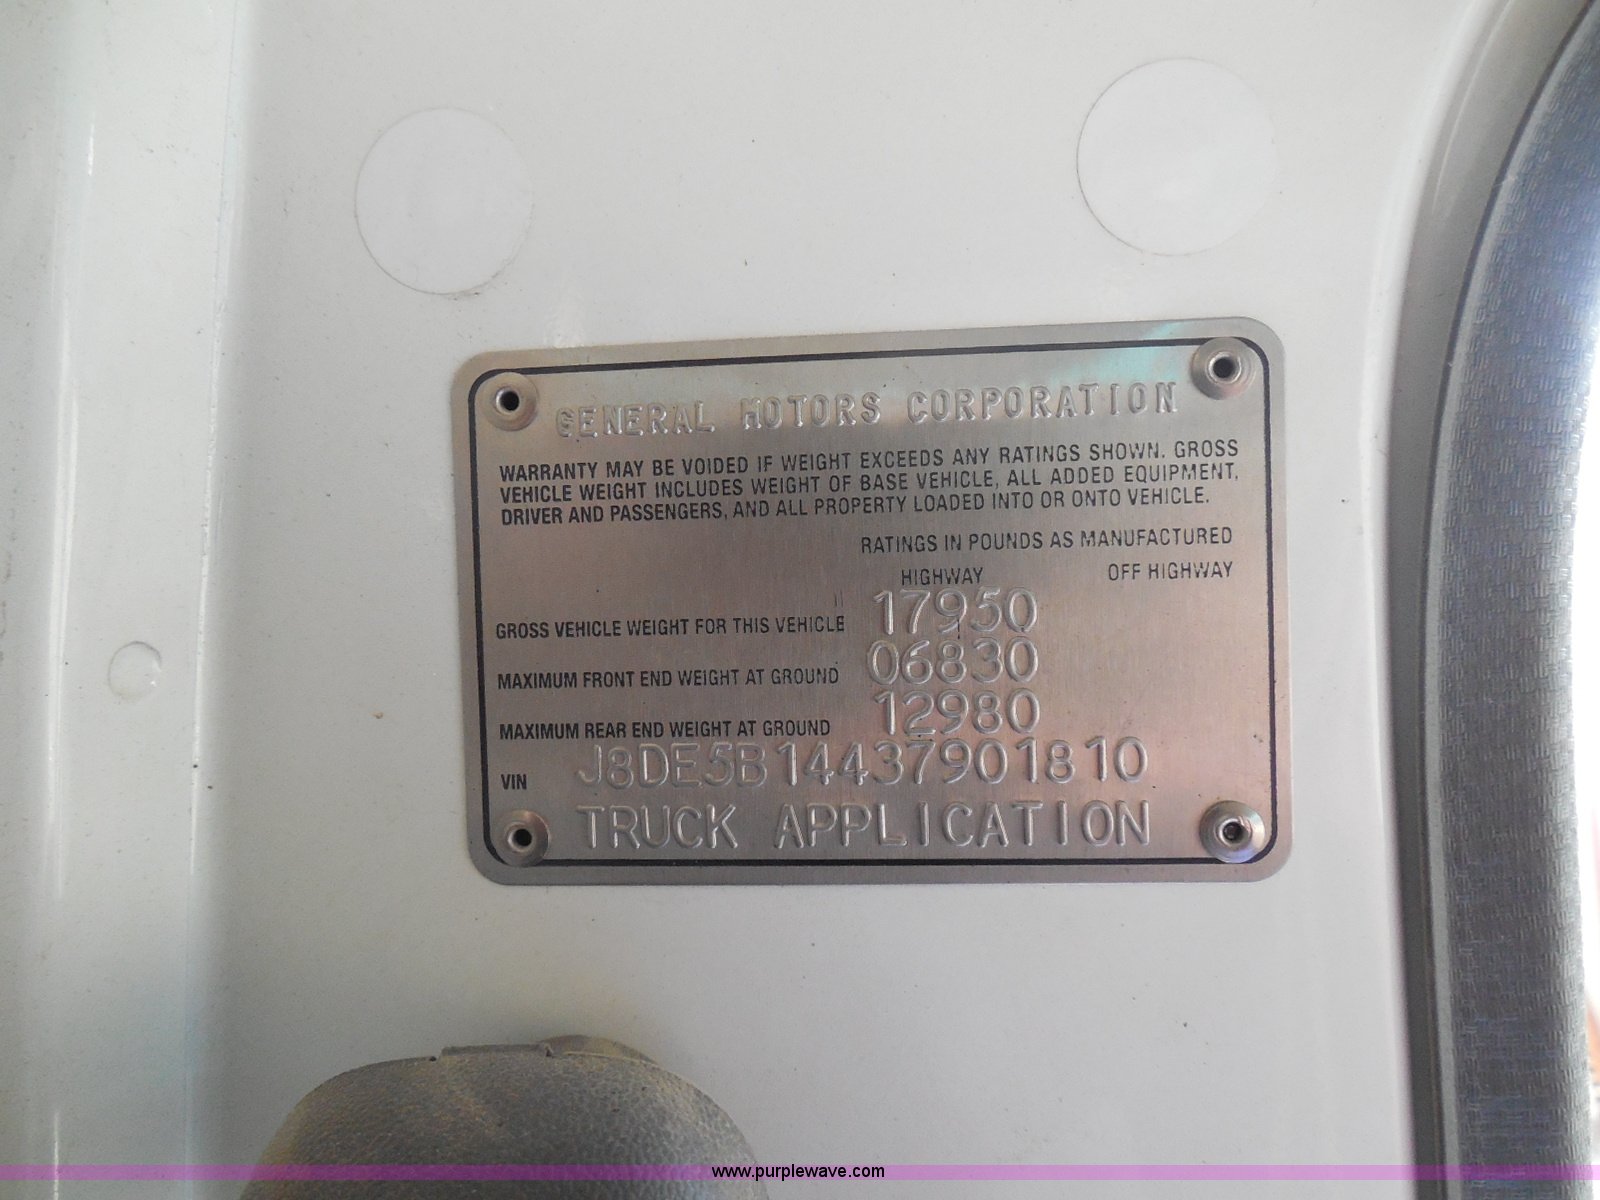 GENERAL MOTORS CORPORATION
WARRANTY MAY BE VOIDED IF WEIGHT EXCEEDS ANY RATINGS SHOWN. GROSS
VEHICLE WEIGHT INCLUDES WEIGHT OF BASE VEHICLE, ALL ADDED EQUIPMENT,
DRIVER AND PASSENGERS, AND ALL PROPERTY LOADED INTO OR ONTO VEHICLE.
RATINGS IN POUNDS AS MANUFACTURED
HIGHWAY OFF HIGHWAY
GROSS VEHICLE WEIGHT FOR THIS VEHICLE 17950
MAXIMUM FRONT END WEIGHT AT GROUND 06830
MAXIMUM REAR END WEIGHT AT GROUND 12980
VIN J8DE5B14437901810
TRUCK APPLICATION
www.purplewave.com